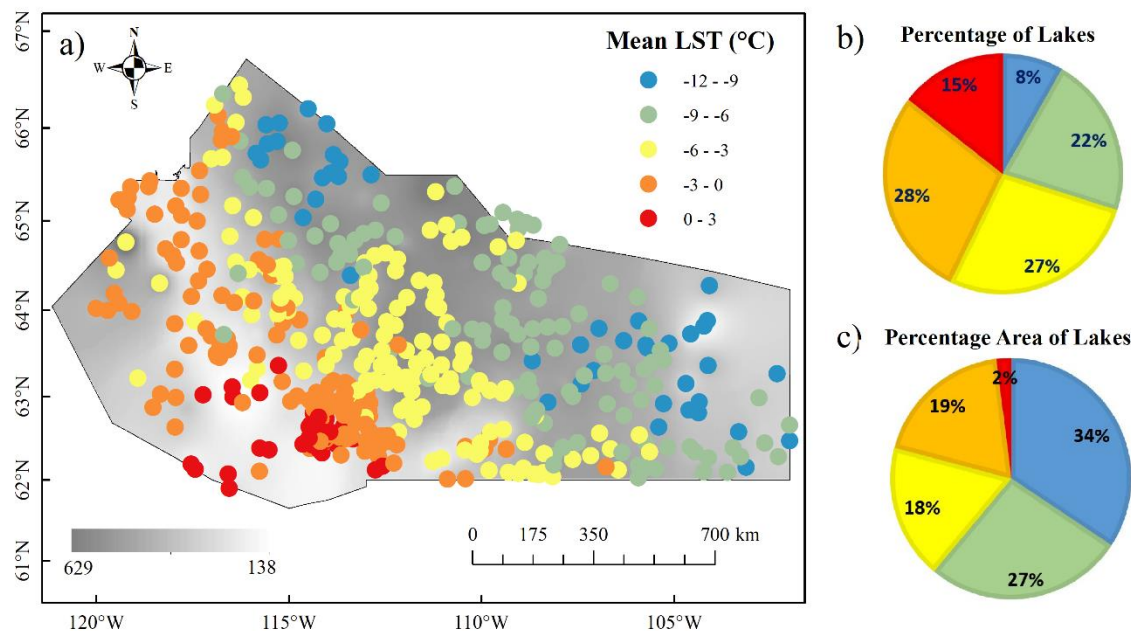 a)
N
W E
S
Mean LST (°C)
-12 - -9
-9 - -6
-6 - -3
-3 - 0
0 - 3
67°N
66°N
65°N
64°N
63°N
62°N
61°N
629 138
0 175 350 700 km
120°W 115°W 110°W 105°W
b)
Percentage of Lakes
15% 8%
22%
28%
27%
c)
Percentage Area of Lakes
2%
19% 34%
18%
27%